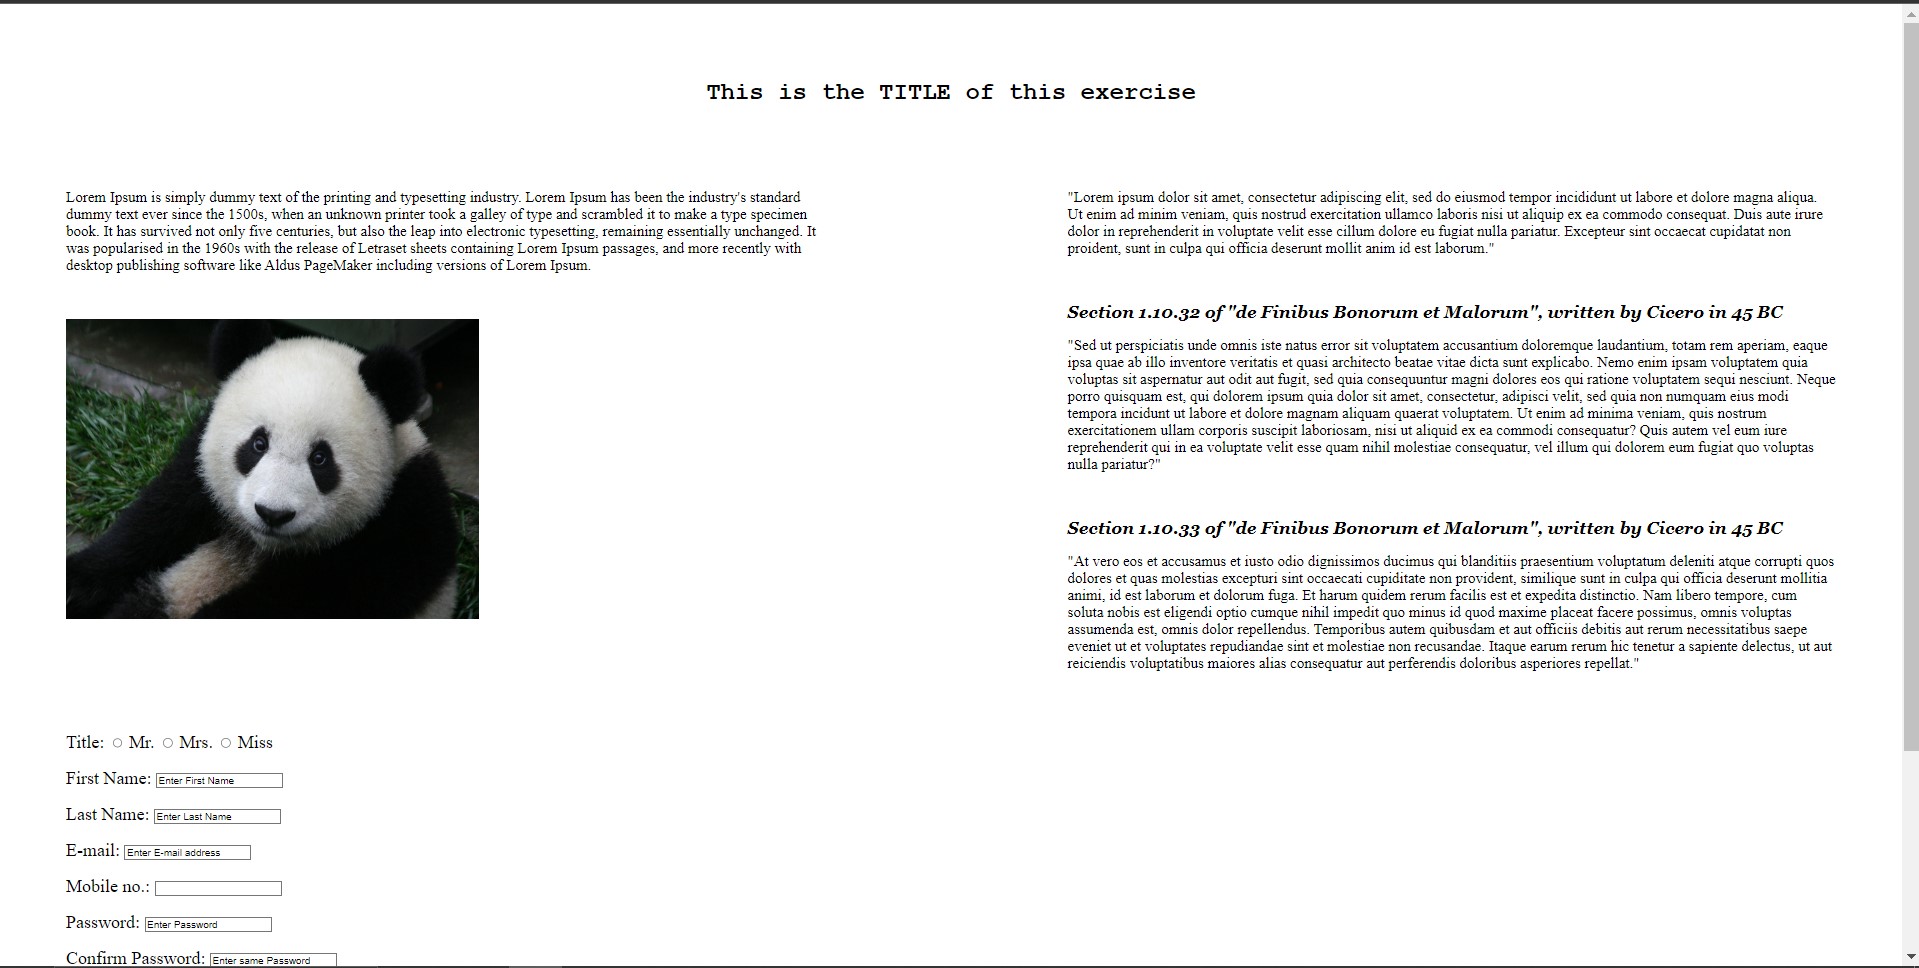 This is the TITLE of this exercise
Lorem Ipsum is simply dummy text of the printing and typesetting industry. Lorem Ipsum has been the industry's standard
dummy text ever since the 1500s, when an unknown printer took a galley of type and scrambled it to make a type specimen
book. It has survived not only five centuries, but also the leap into electronic typesetting, remaining essentially unchanged. It
was popularised in the 1960s with the release of Letraset sheets containing Lorem Ipsum passages, and more recently with
desktop publishing software like Aldus PageMaker including versions of Lorem Ipsum.
"Lorem ipsum dolor sit amet, consectetur adipiscing elit, sed do eiusmod tempor incididunt ut labore et dolore magna aliqua.
Ut enim ad minim veniam, quis nostrud exercitation ullamco laboris nisi ut aliquip ex ea commodo consequat. Duis aute irure
dolor in reprehenderit in voluptate velit esse cillum dolore eu fugiat nulla pariatur. Excepteur sint occaecat cupidatat non
proident, sunt in culpa qui officia deserunt mollit anim id est laborum."
Section 1.10.32 of "de Finibus Bonorum et Malorum", written by Cicero in 45 BC
"Sed ut perspiciatis unde omnis iste natus error sit voluptatem accusantium doloremque laudantium, totam rem aperiam, eaque
ipsa quae ab illo inventore veritatis et quasi architecto beatae vitae dicta sunt explicabo. Nemo enim ipsam voluptatem quia
voluptas sit aspernatur aut odit aut fugit, sed quia consequuntur magni dolores eos qui ratione voluptatem sequi nesciunt. Neque
porro quisquam est, qui dolorem ipsum quia dolor sit amet, consectetur, adipisci velit, sed quia non numquam eius modi
tempora incidunt ut labore et dolore magnam aliquam quaerat voluptatem. Ut enim ad minima veniam, quis nostrum
exercitationem ullam corporis suscipit laboriosam, nisi ut aliquid ex ea commodi consequatur? Quis autem vel eum iure
reprehenderit qui in ea voluptate velit esse quam nihil molestiae consequatur, vel illum qui dolorem eum fugiat quo voluptas
nulla pariatur?"
Section 1.10.33 of "de Finibus Bonorum et Malorum", written by Cicero in 45 BC
"At vero eos et accusamus et iusto odio dignissimos ducimus qui blanditiis praesentium voluptatum deleniti atque corrupti quos
dolores et quas molestias excepturi sint occaecati cupiditate non provident, similique sunt in culpa qui officia deserunt mollitia
animi, id est laborum et dolorum fuga. Et harum quidem rerum facilis est et expedita distinctio. Nam libero tempore, cum
soluta nobis est eligendi optio cumque nihil impedit quo minus id quod maxime placeat facere possimus, omnis voluptas
assumenda est, omnis dolor repellendus. Temporibus autem quibusdam et aut officiis debitis aut rerum necessitatibus saepe
eveniet ut et voluptates repudiandae sint et molestiae non recusandae. Itaque earum rerum hic tenetur a sapiente delectus, ut aut
reiciendis voluptatibus maiores alias consequatur aut perferendis doloribus asperiores repellat."
Title: Mr. Mrs. Miss
First Name: Enter First Name
Last Name: Enter Last Name
E-mail: Enter E-mail address
Mobile no.:
Password: Enter Password
Confirm Password: Enter same Password